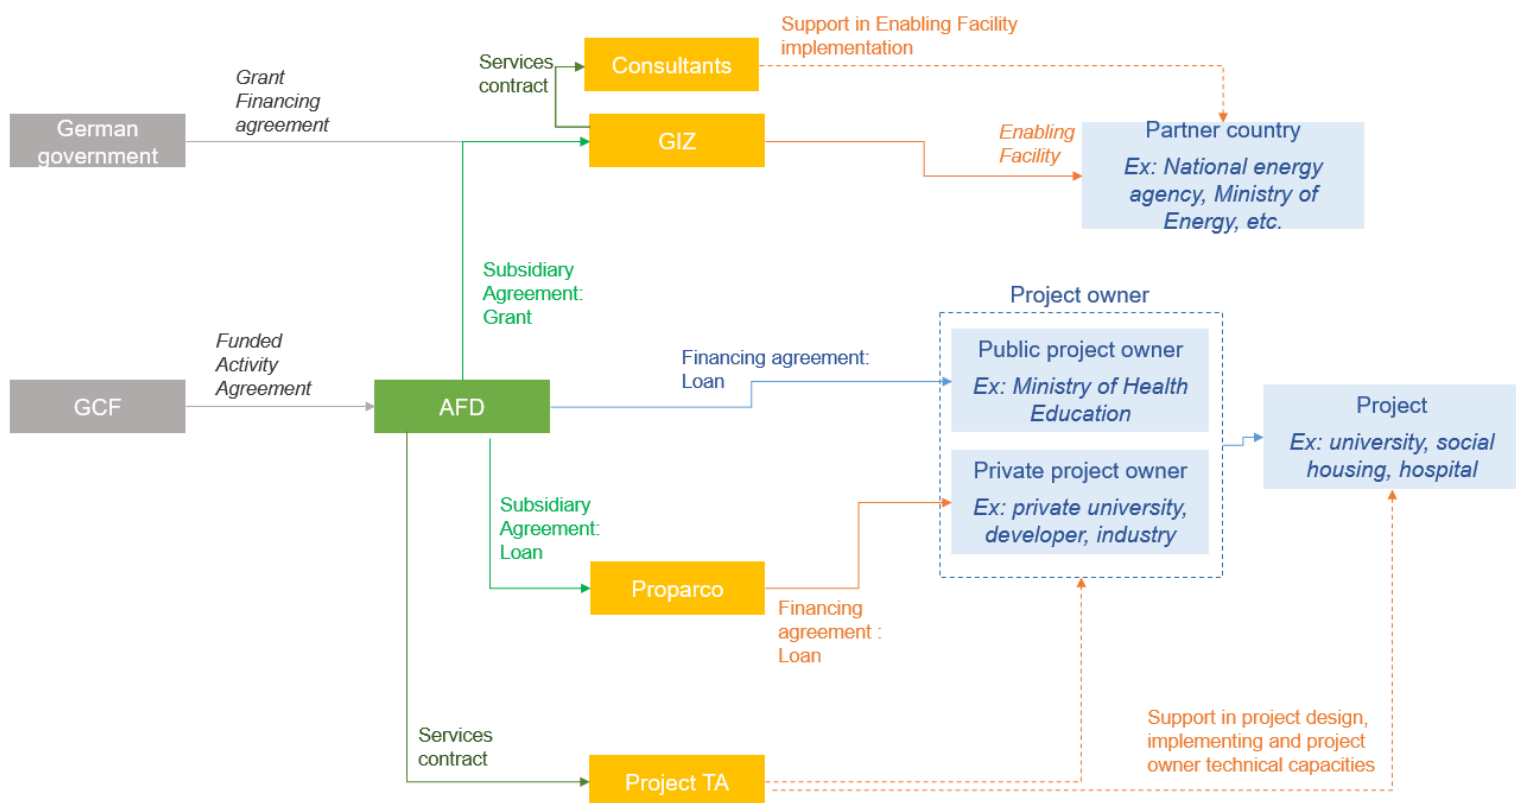 Support in Enabling Facility
implementation
Services
contract
Consultants
Grant
Financing
agreement
German
government
GIZ
Enabling
Facility
Partner country
Ex: National energy
agency, Ministry of
Energy, etc.
Subsidiary
Agreement:
Grant
Project owner
Funded
Activity
Agreement
GCF
AFD
Financing agreement:
Loan
Public project owner
Ex: Ministry of Health
Education
Project
Ex: university, social
housing, hospital
Private project owner
Ex: private university,
developer, industry
Subsidiary
Agreement:
Loan
Proparco
Financing
agreement :
Loan
Services
contract
Project TA
Support in project design,
implementing and project
owner technical capacities